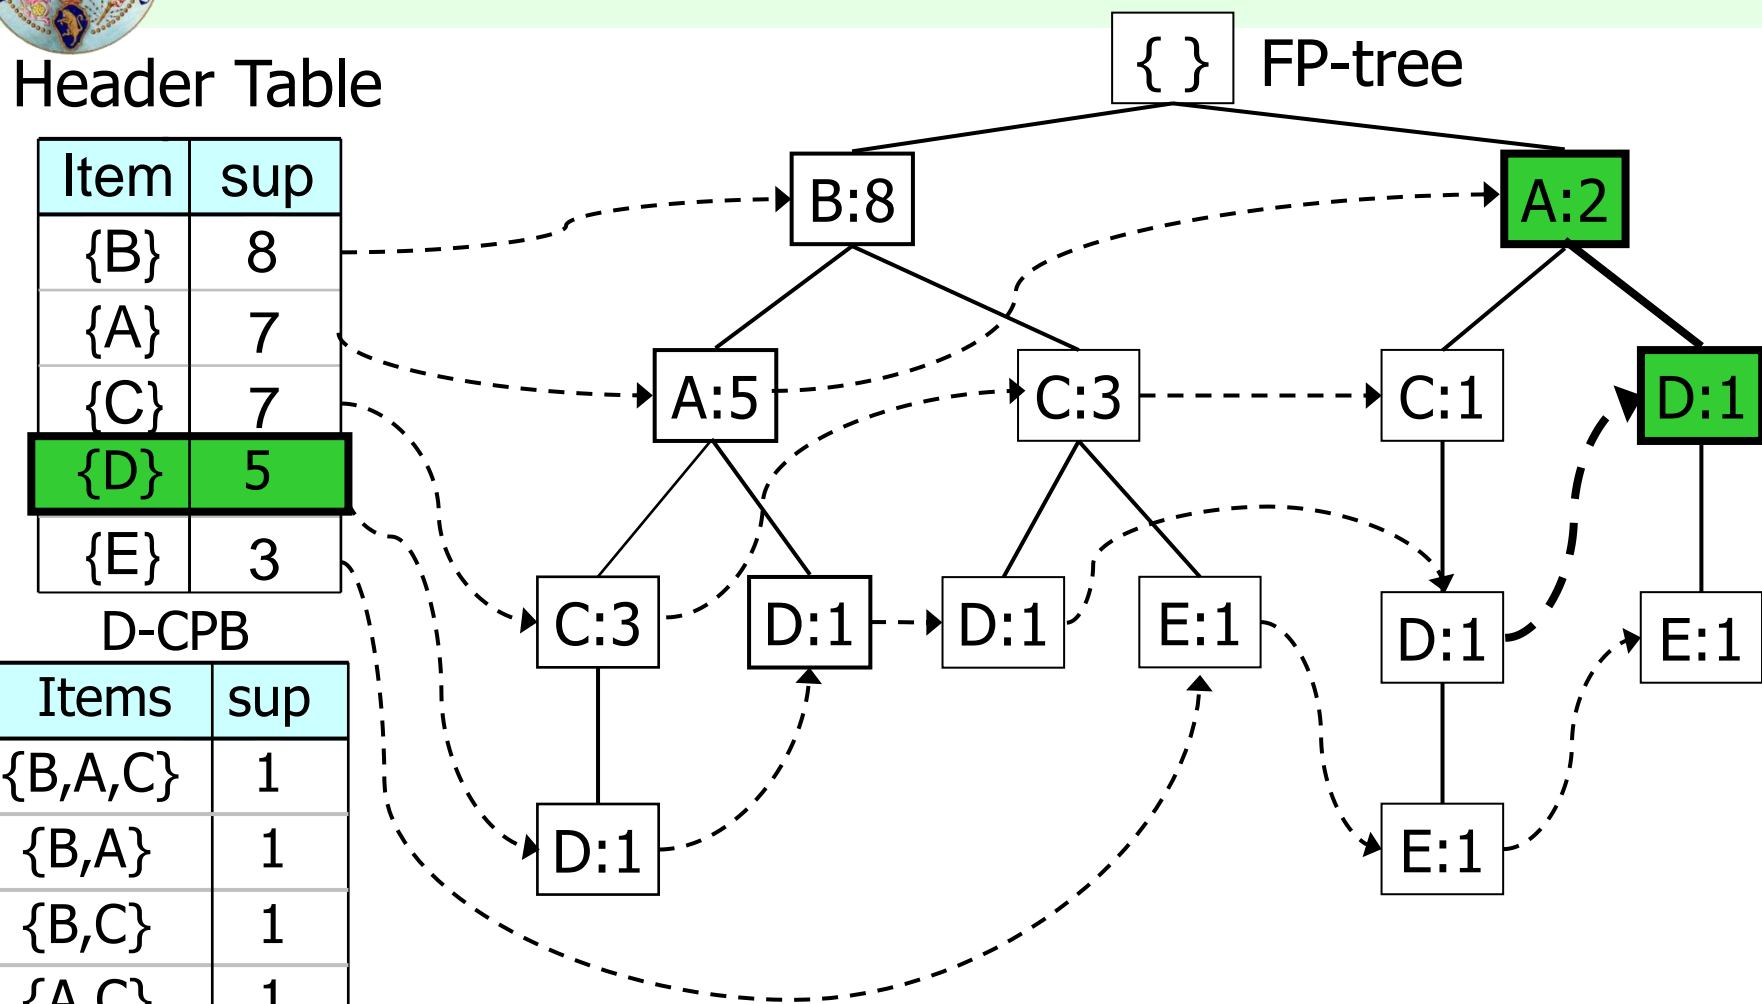 { } FP-tree
Header Table
Item sup
{B} 8
{A} 7
{C} 7
{D} 5
{E} 3
B:8 A:2
A:5 C:3 C:1 D:1
C:3 D:1 D:1 E:1 D:1 E:1
D:1 E:1
D-CPB
Items sup
{B,A,C} 1
{B,A} 1
{B,C} 1
{A,C} 1